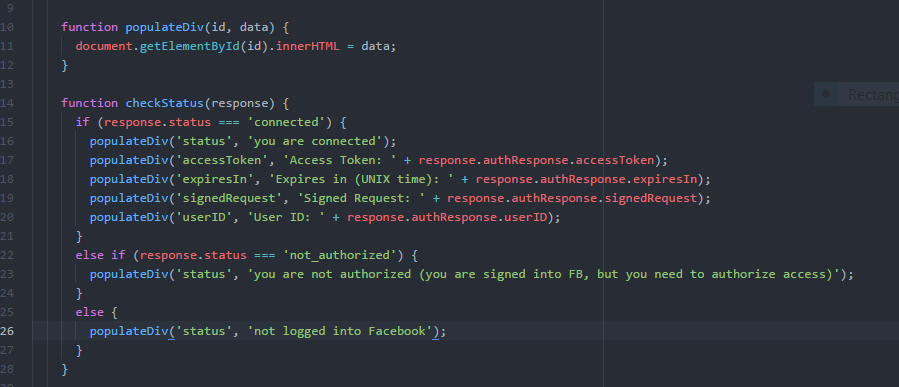 9
10 function populateDiv(id, data) {
11 document.getElementById(id).innerHTML = data;
12 }
13
14 function checkStatus(response) {
15 if (response.status === 'connected') {
16 populateDiv('status', 'you are connected');
17 populateDiv('accessToken', 'Access Token: ' + response.authResponse.accessToken);
18 populateDiv('expiresIn', 'Expires in (UNIX time): ' + response.authResponse.expiresIn);
19 populateDiv('signedRequest', 'Signed Request: ' + response.authResponse.signedRequest);
20 populateDiv('userID', 'User ID: ' + response.authResponse.userID);
21 }
22 else if (response.status === 'not_authorized') {
23 populateDiv('status', 'you are not authorized (you are signed into FB, but you need to authorize access)');
24 }
25 else {
26 populateDiv('status', 'not logged into Facebook');
27 }
28 }
Rectang